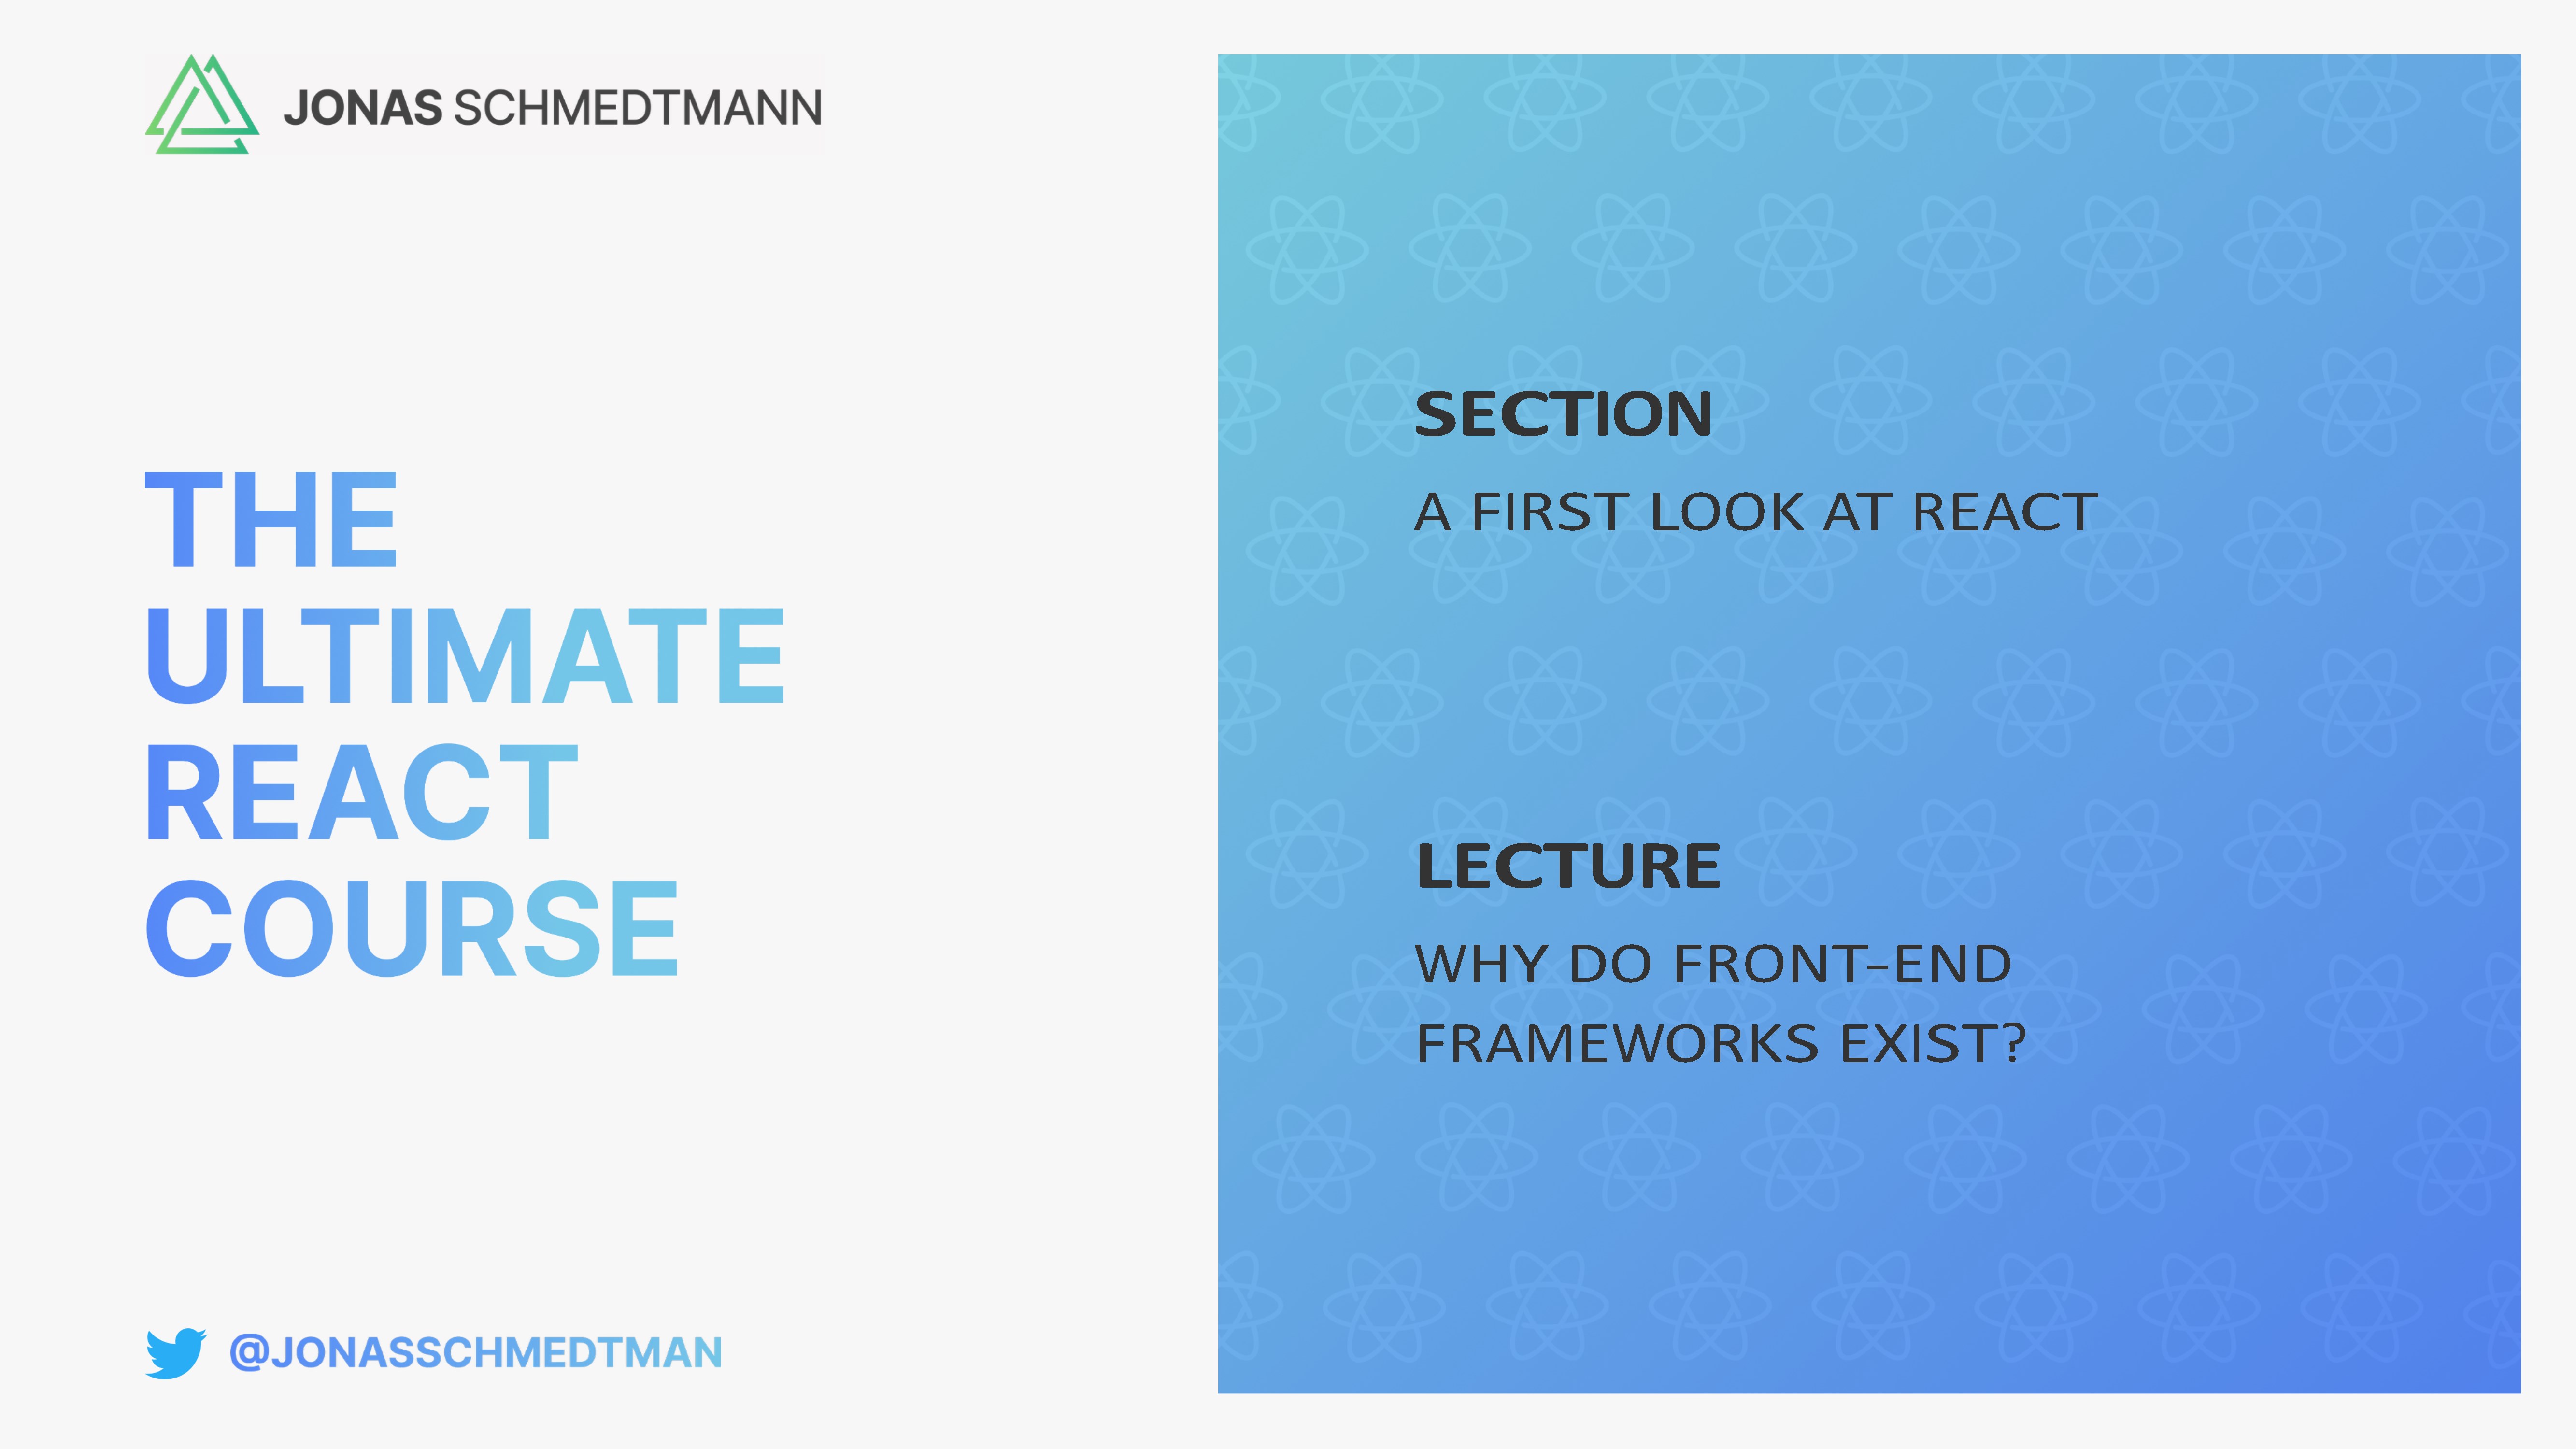 JONAS SCHMEDTMANN
THE
ULTIMATE
REACT
COURSE
@JONASSCHMEDTMAN
SECTION
A FIRST LOOK AT REACT
LECTURE
WHY DO FRONT-END
FRAMEWORKS EXIST?